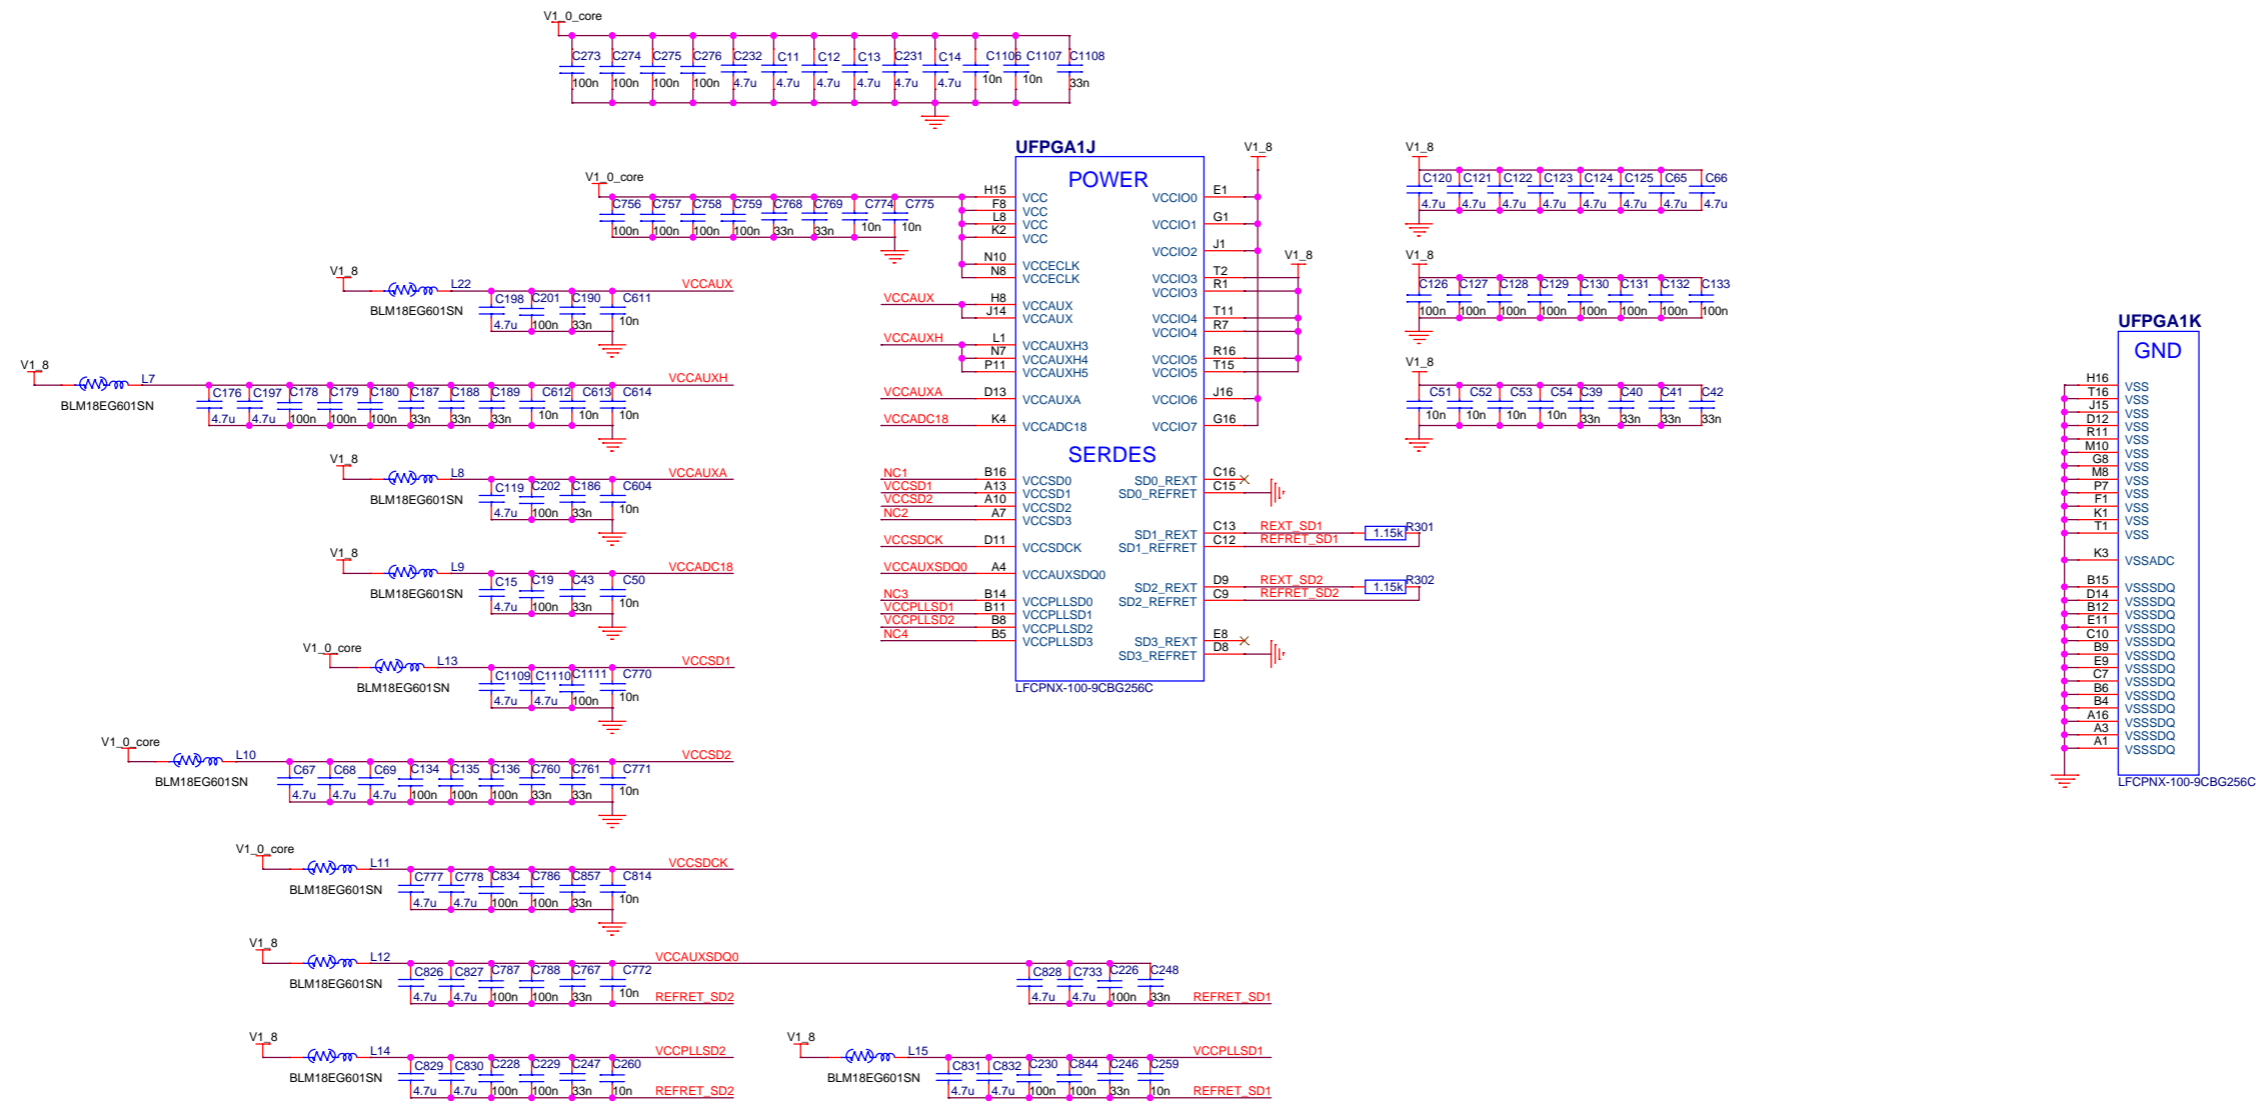 V1_0_core
C273 C274 C275 C276 C232 C11 C12 C13 C231 C14 C1106 C1107 C1108
100n 100n 100n 100n 4.7u 4.7u 4.7u 4.7u 4.7u 4.7u 10n 10n 33n
V1_0_core
C756 C757 C758 C759 C768 C769 C774 C775
100n 100n 100n 100n 33n 33n 10n 10n
V1_8 L22 VCCAUX
BLM18EG601SN
C198 C201 C190 C611
4.7u 100n 33n 10n
V1_8 L7 VCCAUXH
BLM18EG601SN
C176 C197 C178 C179 C180 C187 C188 C189 C612 C613 C614
4.7u 4.7u 100n 100n 100n 33n 33n 33n 10n 10n 10n
V1_8 L8 VCCAUXA
BLM18EG601SN
C119 C202 C186 C604
4.7u 100n 33n 10n
V1_8 L9 VCCADC18
BLM18EG601SN
C15 C19 C43 C50
4.7u 100n 33n 10n
V1_0_core L13 VCCSD1
BLM18EG601SN
C1109 C1110 C1111 C770
4.7u 4.7u 100n 10n
V1_0_core L10 VCCSD2
BLM18EG601SN
C67 C68 C69 C134 C135 C136 C760 C761 C771
4.7u 4.7u 4.7u 100n 100n 100n 33n 33n 10n
V1_0_core L11 VCCSDCK
BLM18EG601SN
C777 C778 C834 C786 C857 C814
4.7u 4.7u 100n 100n 33n 10n
V1_8 L12 VCCAUXSDQ0
BLM18EG601SN
C826 C827 C787 C788 C767 C772
4.7u 4.7u 100n 100n 33n 10n REFRET_SD2
C828 C733 C226 C248
4.7u 4.7u 100n 33n REFRET_SD1
V1_8 L14 VCCPLLSD2
BLM18EG601SN
C829 C830 C228 C229 C247 C260
4.7u 4.7u 100n 100n 33n 10n REFRET_SD2
V1_8 L15 VCCPLLSD1
BLM18EG601SN
C831 C832 C230 C844 C246 C259
4.7u 4.7u 100n 100n 33n 10n REFRET_SD1
UFPGA1J
POWER
H15 VCC
F8 VCC
L8 VCC
K2 VCC
N10 VCCECLK
N8 VCCECLK
VCCAUX H8 VCCAUX
J14 VCCAUX
VCCAUXH L1 VCCAUXH3
N7 VCCAUXH4
P11 VCCAUXH5
VCCAUXA D13 VCCAUXA
VCCADC18 K4 VCCADC18
SERDES
NC1 B16 VCCSD0
VCCSD1 A13 VCCSD1
VCCSD2 A10 VCCSD2
NC2 A7 VCCSD3
VCCSDCK D11 VCCSDCK
VCCAUXSDQ0 A4 VCCAUXSDQ0
NC3 B14 VCCPLLSD0
VCCPLLSD1 B11 VCCPLLSD1
VCCPLLSD2 B8 VCCPLLSD2
NC4 B5 VCCPLLSD3
V1_8
VCCIO0 E1
VCCIO1 G1
VCCIO2 J1
V1_8
VCCIO3 T2
VCCIO3 R1
VCCIO4 T11
VCCIO4 R7
VCCIO5 R16
VCCIO5 T15
VCCIO6 J16
VCCIO7 G16
SD0_REXT C16
SD0_REFRET C15
SD1_REXT C13 REXT_SD1 1.15k R301
SD1_REFRET C12 REFRET_SD1
SD2_REXT D9 REXT_SD2 1.15k R302
SD2_REFRET C9 REFRET_SD2
SD3_REXT E8
SD3_REFRET D8
LFCPNX-100-9CBG256C
V1_8
C120 C121 C122 C123 C124 C125 C65 C66
4.7u 4.7u 4.7u 4.7u 4.7u 4.7u 4.7u 4.7u
V1_8
C126 C127 C128 C129 C130 C131 C132 C133
100n 100n 100n 100n 100n 100n 100n 100n
V1_8
C51 C52 C53 C54 C39 C40 C41 C42
10n 10n 10n 10n 33n 33n 33n 33n
UFPGA1K
GND
H16 VSS
T16 VSS
J15 VSS
D12 VSS
R11 VSS
M10 VSS
G8 VSS
M8 VSS
P7 VSS
F1 VSS
K1 VSS
T1 VSS
K3 VSSADC
B15 VSSSDQ
D14 VSSSDQ
B12 VSSSDQ
E11 VSSSDQ
C10 VSSSDQ
B9 VSSSDQ
E9 VSSSDQ
C7 VSSSDQ
B6 VSSSDQ
B4 VSSSDQ
A16 VSSSDQ
A3 VSSSDQ
A1 VSSSDQ
LFCPNX-100-9CBG256C